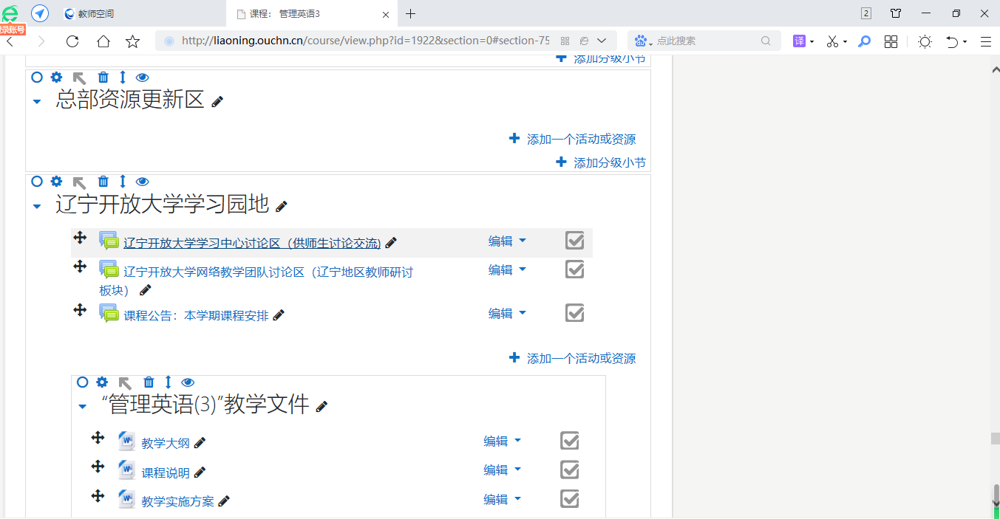 教师空间
课程： 管理英语3
2
登录账号
http://liaoning.ouchn.cn/course/view.php?id=1922&section=0#section-75
点此搜索
译
添加分级小节
总部资源更新区
添加一个活动或资源
添加分级小节
辽宁开放大学学习园地
辽宁开放大学学习中心讨论区（供师生讨论交流)
编辑
辽宁开放大学网络教学团队讨论区（辽宁地区教师研讨
板块）
编辑
课程公告：本学期课程安排
编辑
添加一个活动或资源
“管理英语(3)”教学文件
教学大纲
编辑
课程说明
编辑
教学实施方案
编辑